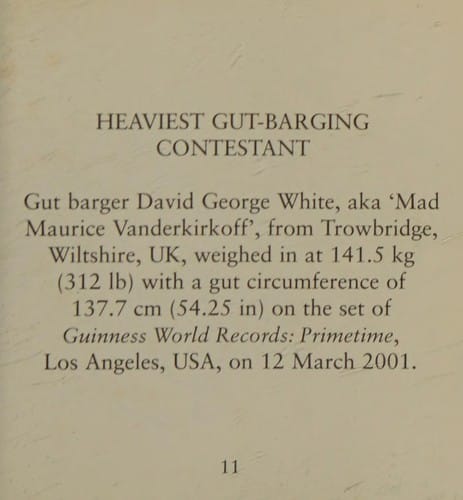 HEAVIEST GUT-BARGING
CONTESTANT
Gut barger David George White, aka ‘Mad
Maurice Vanderkirkoff’, from Trowbridge,
Wiltshire, UK, weighed in at 141.5 kg
(312 lb) with a gut circumference of
137.7 cm (54.25 in) on the set of
Guinness World Records: Primetime,
Los Angeles, USA, on 12 March 2001.
11